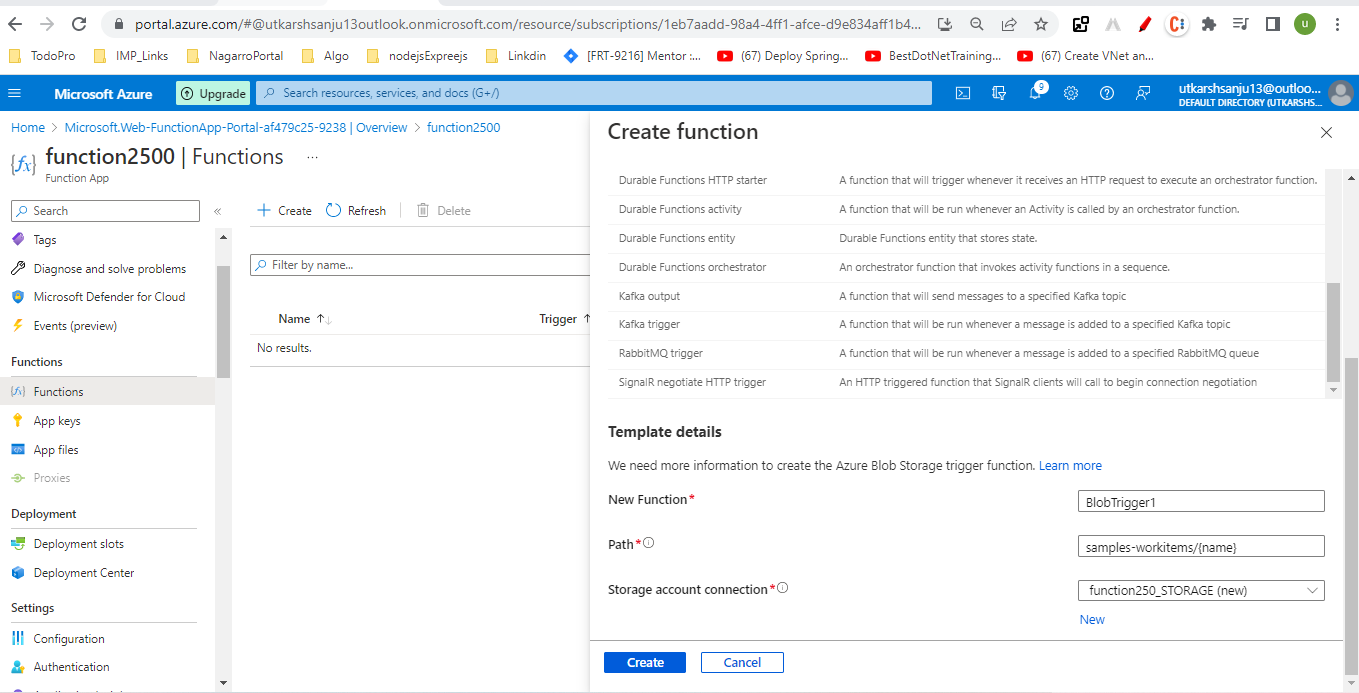 portal.azure.com/#@utkarshsanju13outlook.onmicrosoft.com/resource/subscriptions/1eb7aadd-98a4-4ff1-afce-d9e834aff1b4...
u
TodoPro IMP_Links NagarroPortal Algo nodejsExpreejs Linkdin [FRT-9216] Mentor :... (67) Deploy Spring... BestDotNetTraining... (67) Create VNet an...
Microsoft Azure Upgrade Search resources, services, and docs (G+/) 9 utkarshsanju13@outloo...
DEFAULT DIRECTORY (UTKARSHS...
Home > Microsoft.Web-FunctionApp-Portal-af479c25-9238 | Overview > function2500
function2500 | Functions ...
Function App
Search «
Tags
Diagnose and solve problems
Microsoft Defender for Cloud
Events (preview)
Functions
Functions
App keys
App files
Proxies
Deployment
Deployment slots
Deployment Center
Settings
Configuration
Authentication
+ Create Refresh Delete
Filter by name...
Name ↑↓ Trigger ↑
No results.
Create function
Durable Functions HTTP starter A function that will trigger whenever it receives an HTTP request to execute an orchestrator function.
Durable Functions activity A function that will be run whenever an Activity is called by an orchestrator function.
Durable Functions entity Durable Functions entity that stores state.
Durable Functions orchestrator An orchestrator function that invokes activity functions in a sequence.
Kafka output A function that will send messages to a specified Kafka topic
Kafka trigger A function that will be run whenever a message is added to a specified Kafka topic
RabbitMQ trigger A function that will be run whenever a message is added to a specified RabbitMQ queue
SignalR negotiate HTTP trigger An HTTP triggered function that SignalR clients will call to begin connection negotiation
Template details
We need more information to create the Azure Blob Storage trigger function. Learn more
New Function* BlobTrigger1
Path* samples-workitems/{name}
Storage account connection* function250_STORAGE (new)
New
Create Cancel